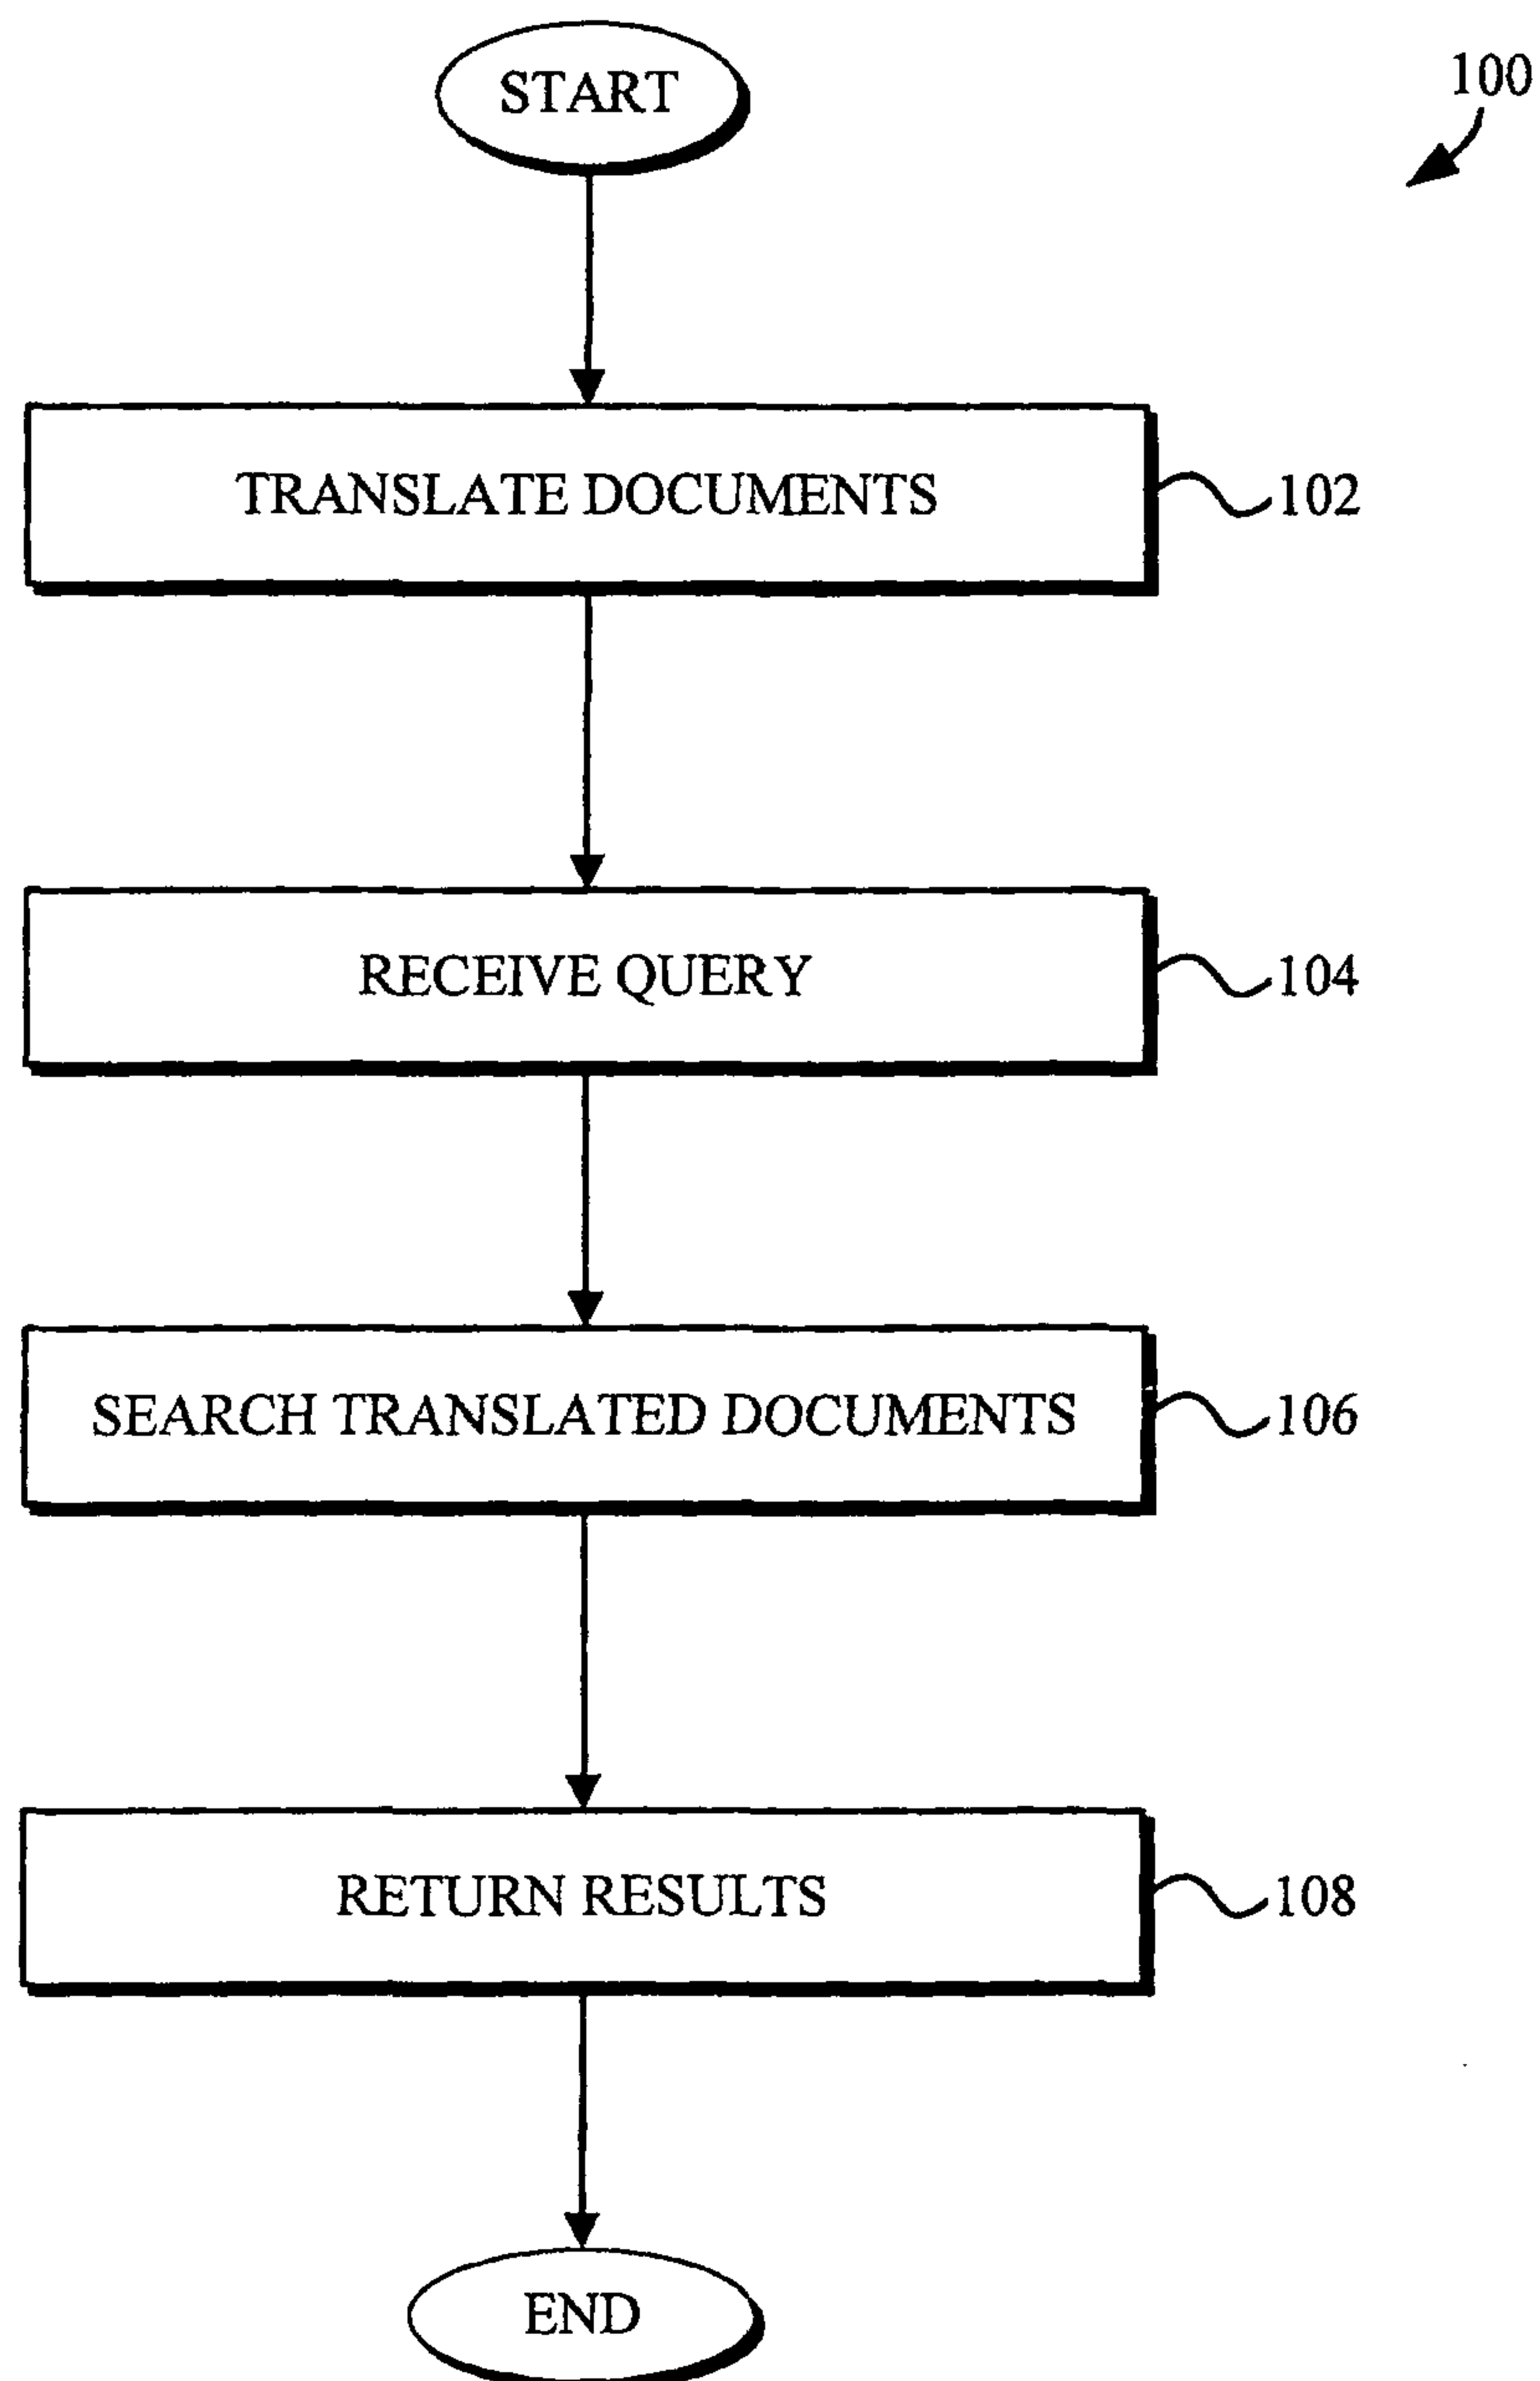 START
100
TRANSLATE DOCUMENTS
102
RECEIVE QUERY
104
SEARCH TRANSLATED DOCUMENTS
106
RETURN RESULTS
108
END